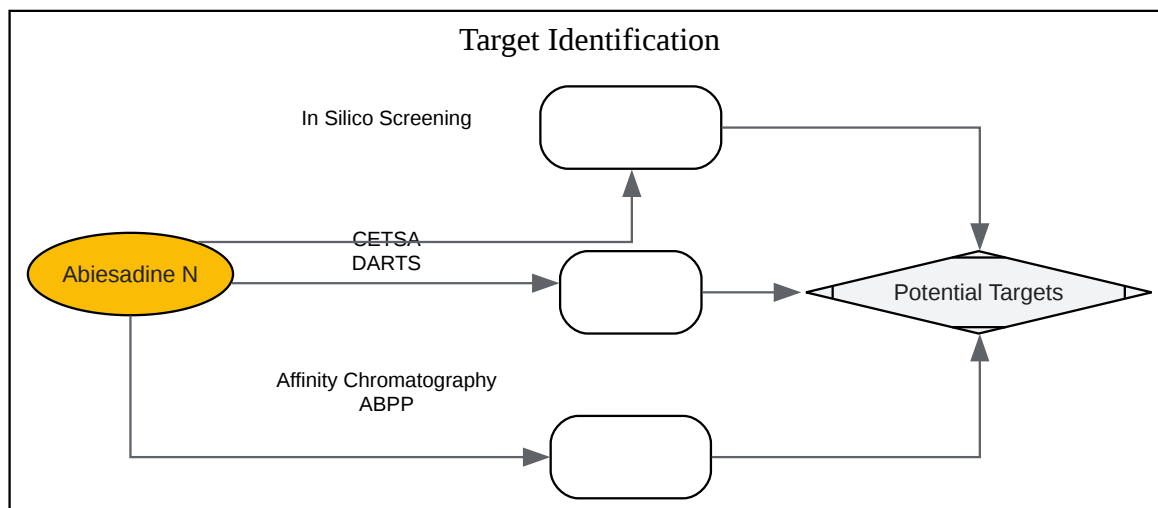 Target Identification
In Silico Screening
CETSA
DARTS
Abiesadine N
Potential Targets
Affinity Chromatography
ABPP